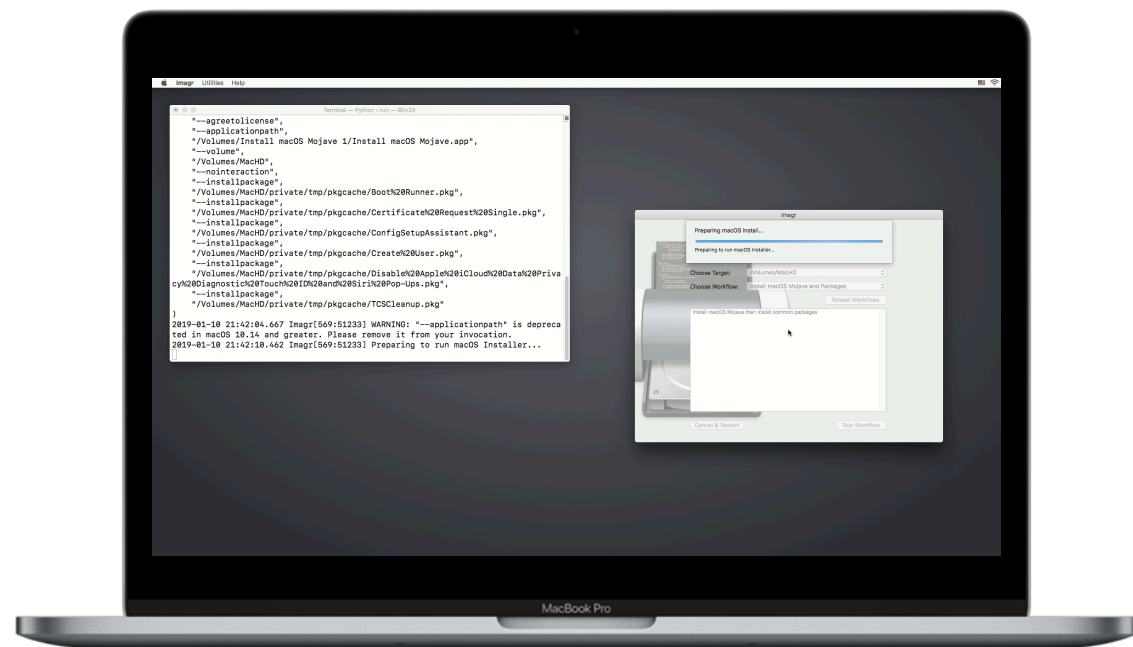 Imagr Utilities Help
Terminal — Python ‹ run — 80×24
"--agreetolicense",
"--applicationpath",
"/Volumes/Install macOS Mojave 1/Install macOS Mojave.app",
"--volume",
"/Volumes/MacHD",
"--nointeraction",
"--installpackage",
"/Volumes/MacHD/private/tmp/pkgcache/Boot%20Runner.pkg",
"--installpackage",
"/Volumes/MacHD/private/tmp/pkgcache/Certificate%20Request%20Single.pkg",
"--installpackage",
"/Volumes/MacHD/private/tmp/pkgcache/ConfigSetupAssistant.pkg",
"--installpackage",
"/Volumes/MacHD/private/tmp/pkgcache/Create%20User.pkg",
"--installpackage",
"/Volumes/MacHD/private/tmp/pkgcache/Disable%20Apple%20iCloud%20Data%20Priva
cy%20Diagnostic%20Touch%20ID%20and%20Siri%20Pop-Ups.pkg",
"--installpackage",
"/Volumes/MacHD/private/tmp/pkgcache/TCSCleanup.pkg"
)
2019-01-10 21:42:04.667 Imagr[569:51233] WARNING: "--applicationpath" is depreca
ted in macOS 10.14 and greater. Please remove it from your invocation.
2019-01-10 21:42:10.462 Imagr[569:51233] Preparing to run macOS Installer...
Imagr
Preparing macOS Install...
Preparing to run macOS Installer...
Choose Target: /Volumes/MacHD
Choose Workflow: Install macOS Mojave and Packages
Reload Workflows
Install macOS Mojave then install common packages
Cancel & Restart
Run Workflow
MacBook Pro